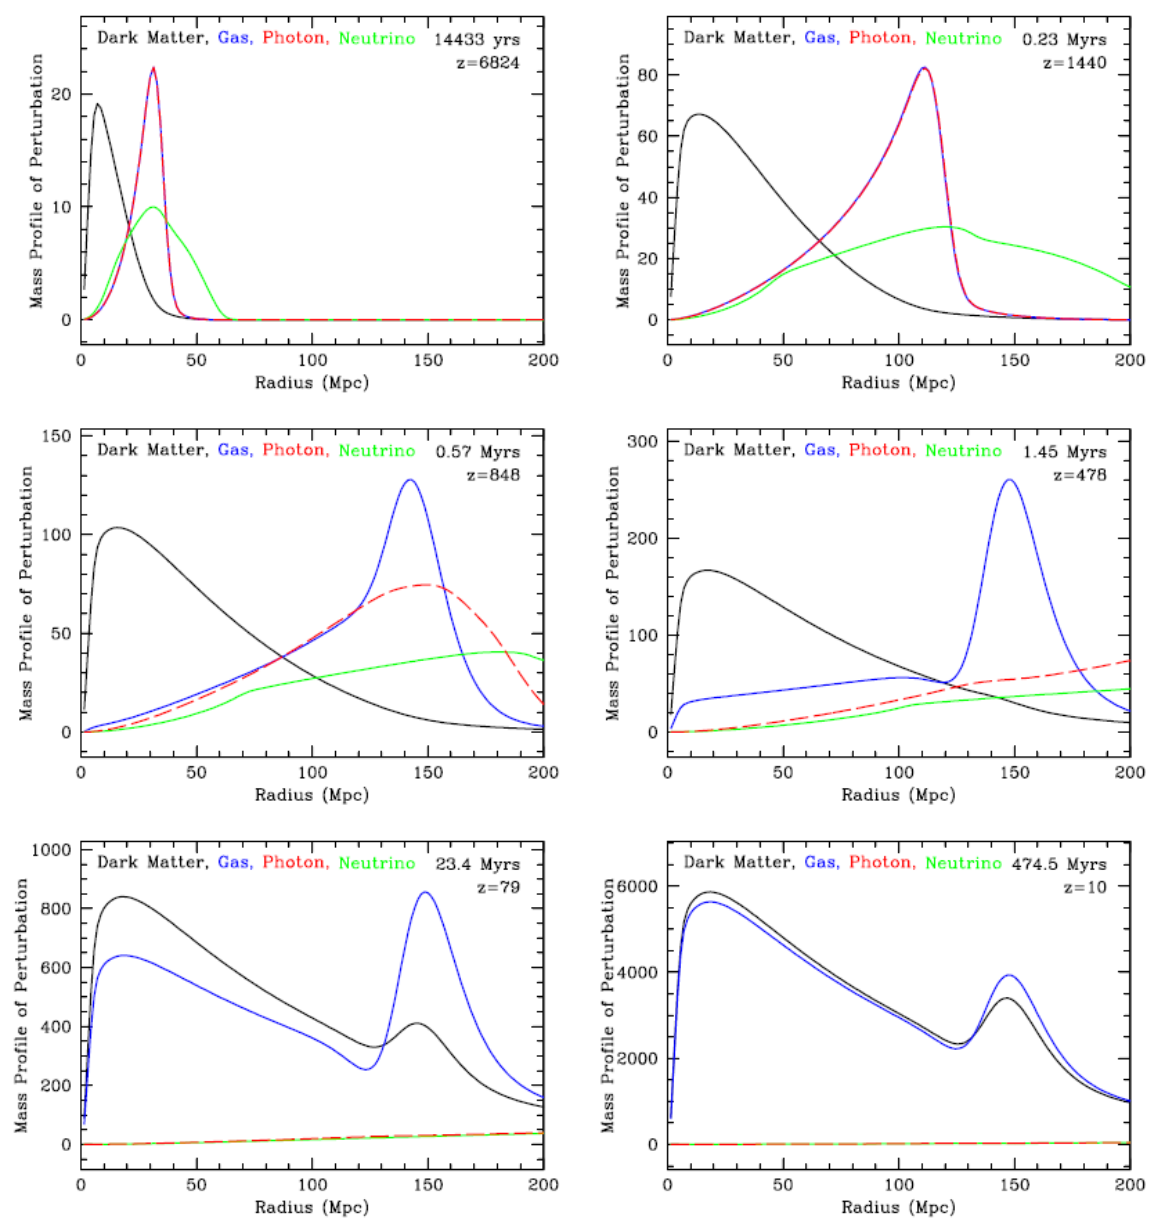 Dark Matter, Gas, Photon, Neutrino 14433 yrs
z=6824
Mass Profile of Perturbation
20
10
0
0 50 100 150 200
Radius (Mpc)
Dark Matter, Gas, Photon, Neutrino 0.23 Myrs
z=1440
Mass Profile of Perturbation
80
60
40
20
0
0 50 100 150 200
Radius (Mpc)
Dark Matter, Gas, Photon, Neutrino 0.57 Myrs
z=848
Mass Profile of Perturbation
150
100
50
0
0 50 100 150 200
Radius (Mpc)
Dark Matter, Gas, Photon, Neutrino 1.45 Myrs
z=478
Mass Profile of Perturbation
300
200
100
0
0 50 100 150 200
Radius (Mpc)
Dark Matter, Gas, Photon, Neutrino 23.4 Myrs
z=79
Mass Profile of Perturbation
1000
800
600
400
200
0
0 50 100 150 200
Radius (Mpc)
Dark Matter, Gas, Photon, Neutrino 474.5 Myrs
z=10
Mass Profile of Perturbation
6000
4000
2000
0
0 50 100 150 200
Radius (Mpc)